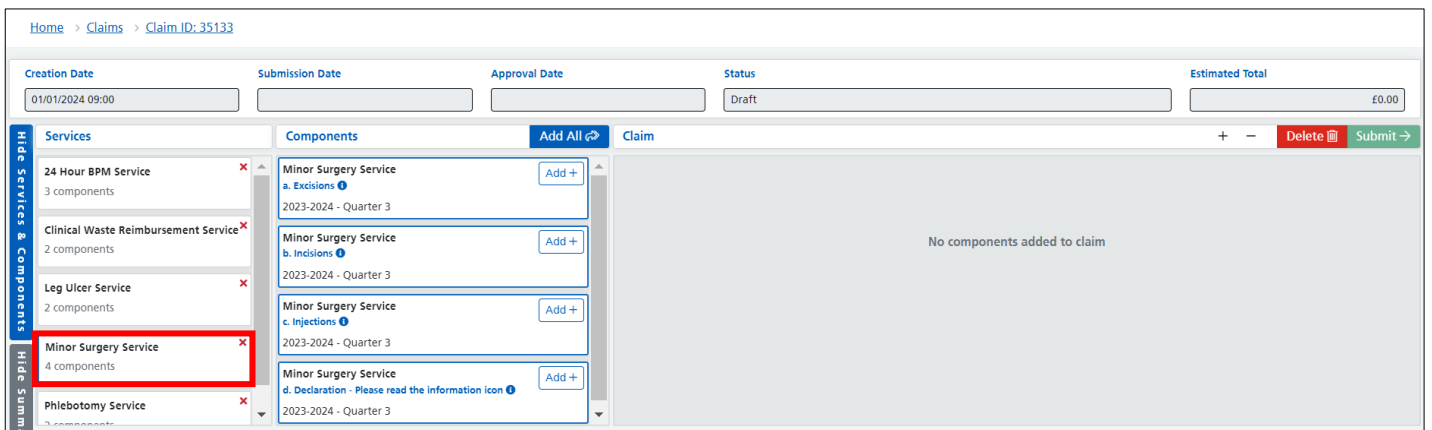 Home > Claims > Claim ID: 35133
Creation Date
Submission Date
Approval Date
Status
Estimated Total
01/01/2024 09:00
Draft
£0.00
Hide Services & Components
Hide Summ
Services
24 Hour BPM Service
3 components
Clinical Waste Reimbursement Service
2 components
Leg Ulcer Service
2 components
Minor Surgery Service
4 components
Phlebotomy Service
components
Components
Add All
Minor Surgery Service
Add +
a. Excisions
2023-2024 - Quarter 3
Minor Surgery Service
Add +
b. Incisions
2023-2024 - Quarter 3
Minor Surgery Service
Add +
c. Injections
2023-2024 - Quarter 3
Minor Surgery Service
Add +
d. Declaration - Please read the information icon
2023-2024 - Quarter 3
Claim
+ −
Delete
Submit →
No components added to claim